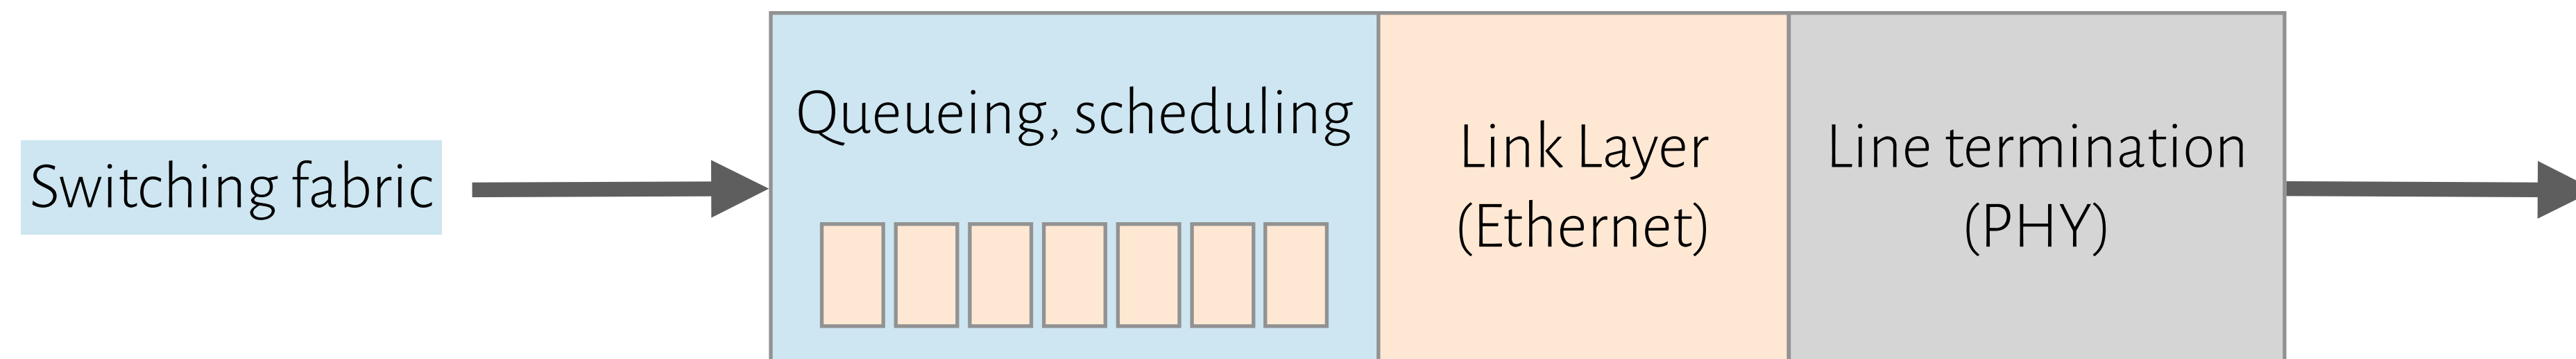 Switching fabric
Queueing, scheduling
Link Layer
(Ethernet)
Line termination
(PHY)